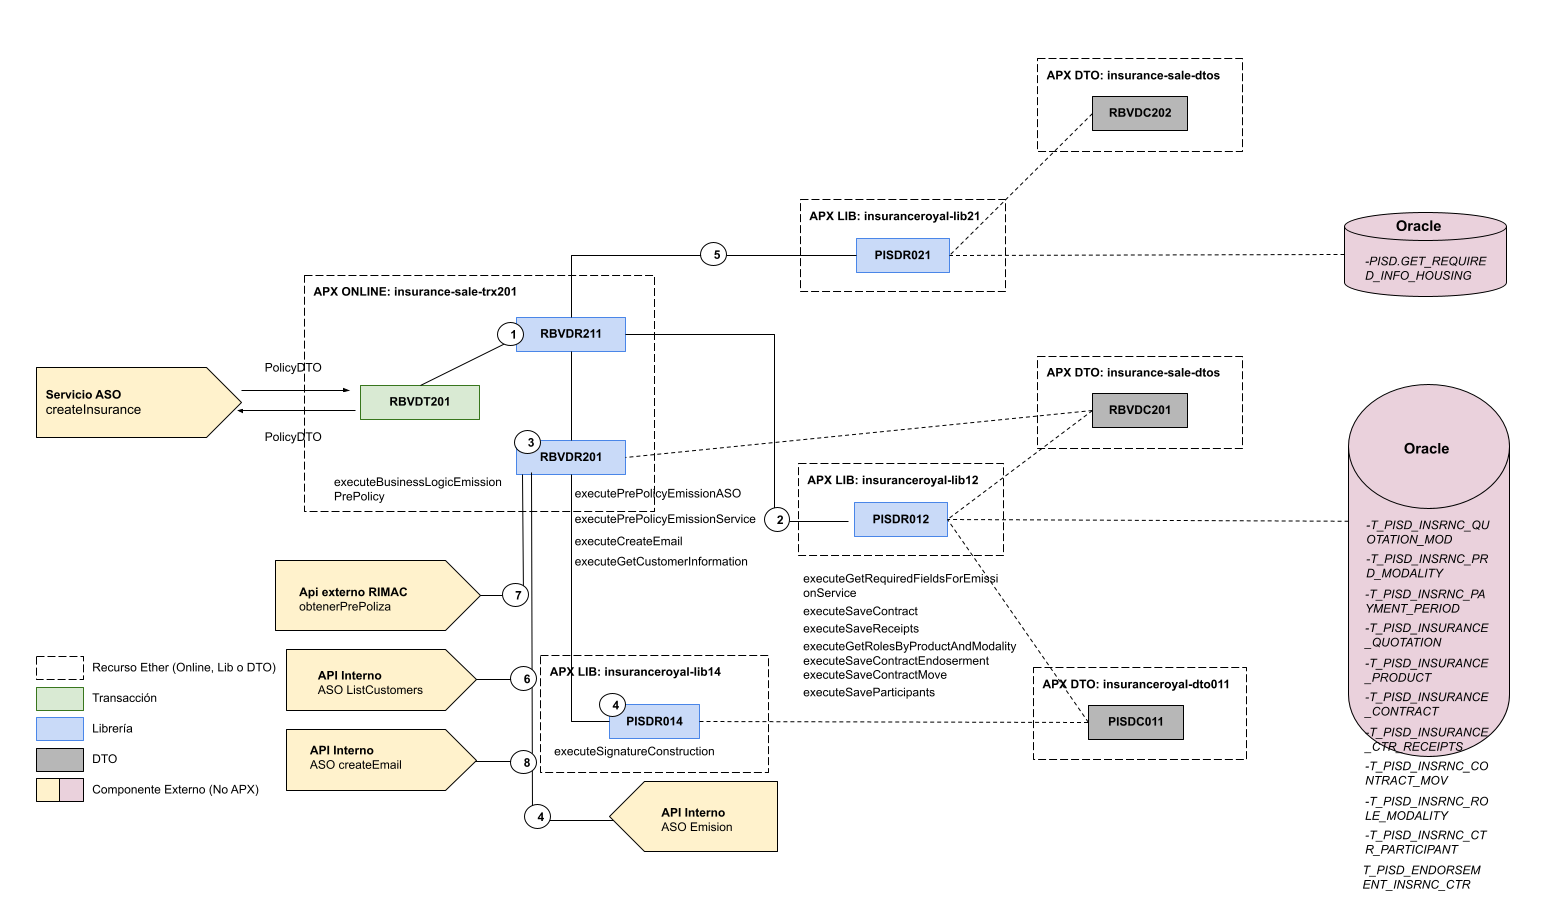 APX DTO: insurance-sale-dtos
RBVDC202
APX LIB: insuranceroyal-lib21
PISDR021
5
Oracle
-PISD.GET_REQUIRE
D_INFO_HOUSING
APX ONLINE: insurance-sale-trx201
1
RBVDR211
PolicyDTO
Servicio ASO
createInsurance
RBVDT201
PolicyDTO
3
RBVDR201
executeBusinessLogicEmission
PrePolicy
executePrePolicyEmissionASO
executePrePolicyEmissionService
executeCreateEmail
executeGetCustomerInformation
APX DTO: insurance-sale-dtos
RBVDC201
APX LIB: insuranceroyal-lib12
2
PISDR012
executeGetRequiredFieldsForEmissi
onService
executeSaveContract
executeSaveReceipts
executeGetRolesByProductAndModality
executeSaveContractEndoserment
executeSaveContractMove
executeSaveParticipants
Oracle
-T_PISD_INSRNC_QU
OTATION_MOD
-T_PISD_INSRNC_PR
D_MODALITY
-T_PISD_INSRNC_PA
YMENT_PERIOD
-T_PISD_INSURANCE
_QUOTATION
-T_PISD_INSURANCE
_PRODUCT
-T_PISD_INSURANCE
_CONTRACT
-T_PISD_INSURANCE
_CTR_RECEIPTS
-T_PISD_INSRNC_CO
NTRACT_MOV
-T_PISD_INSRNC_RO
LE_MODALITY
-T_PISD_INSRNC_CT
R_PARTICIPANT
T_PISD_ENDORSEM
ENT_INSRNC_CTR
Api externo RIMAC
obtenerPrePoliza
7
API Interno
ASO ListCustomers
6
API Interno
ASO createEmail
8
4
API Interno
ASO Emision
APX LIB: insuranceroyal-lib14
4
PISDR014
executeSignatureConstruction
APX DTO: insuranceroyal-dto011
PISDC011
Recurso Ether (Online, Lib o DTO)
Transacción
Librería
DTO
Componente Externo (No APX)